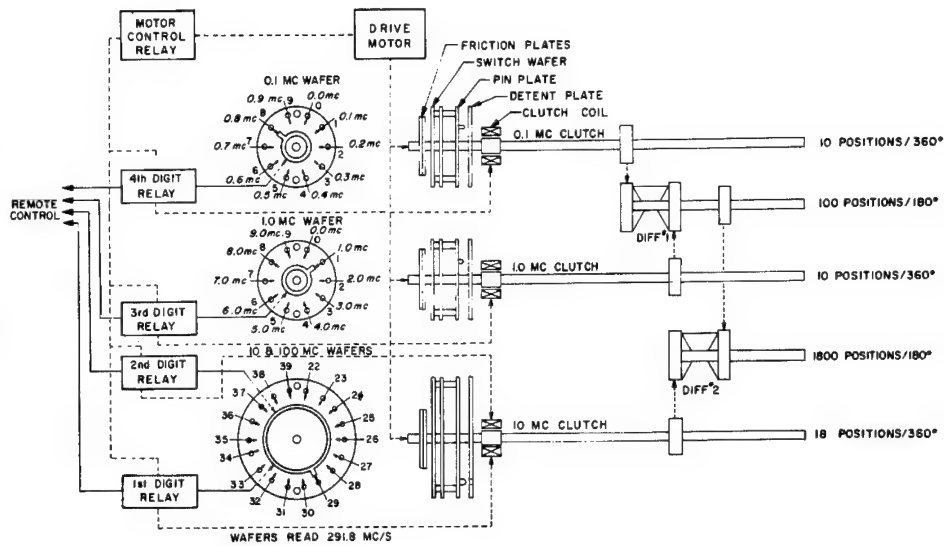 MOTOR
CONTROL
RELAY
DRIVE
MOTOR
FRICTION PLATES
SWITCH WAFER
PIN PLATE
DETENT PLATE
CLUTCH COIL
0.1 MC WAFER
0.9 mc
9
0
0.0mc
0.8mc
8
1
0.1 mc
0.7mc
7
2
0.2 mc
0.6 mc
6
3
0.3 mc
0.5 mc
5
4
0.4 mc
0.1 MC CLUTCH
10 POSITIONS/360°
4th DIGIT
RELAY
REMOTE
CONTROL
100 POSITIONS/180°
DIFF #1
1.0 MC WAFER
9.0mc
9
0
0.0mc
8.0mc
8
1
1.0 mc
7.0mc
7
2
2.0 mc
6.0 mc
6
3
3.0mc
5.0 mc
5
4
4.0 mc
1.0 MC CLUTCH
10 POSITIONS/360°
3rd DIGIT
RELAY
2nd DIGIT
RELAY
10 & 100 MC WAFERS
1800 POSITIONS/180°
DIFF #2
39
22
38
23
37
24
36
25
35
26
34
27
33
28
32
29
31
30
10 MC CLUTCH
18 POSITIONS/360°
1st DIGIT
RELAY
WAFERS READ 291.8 MC/S